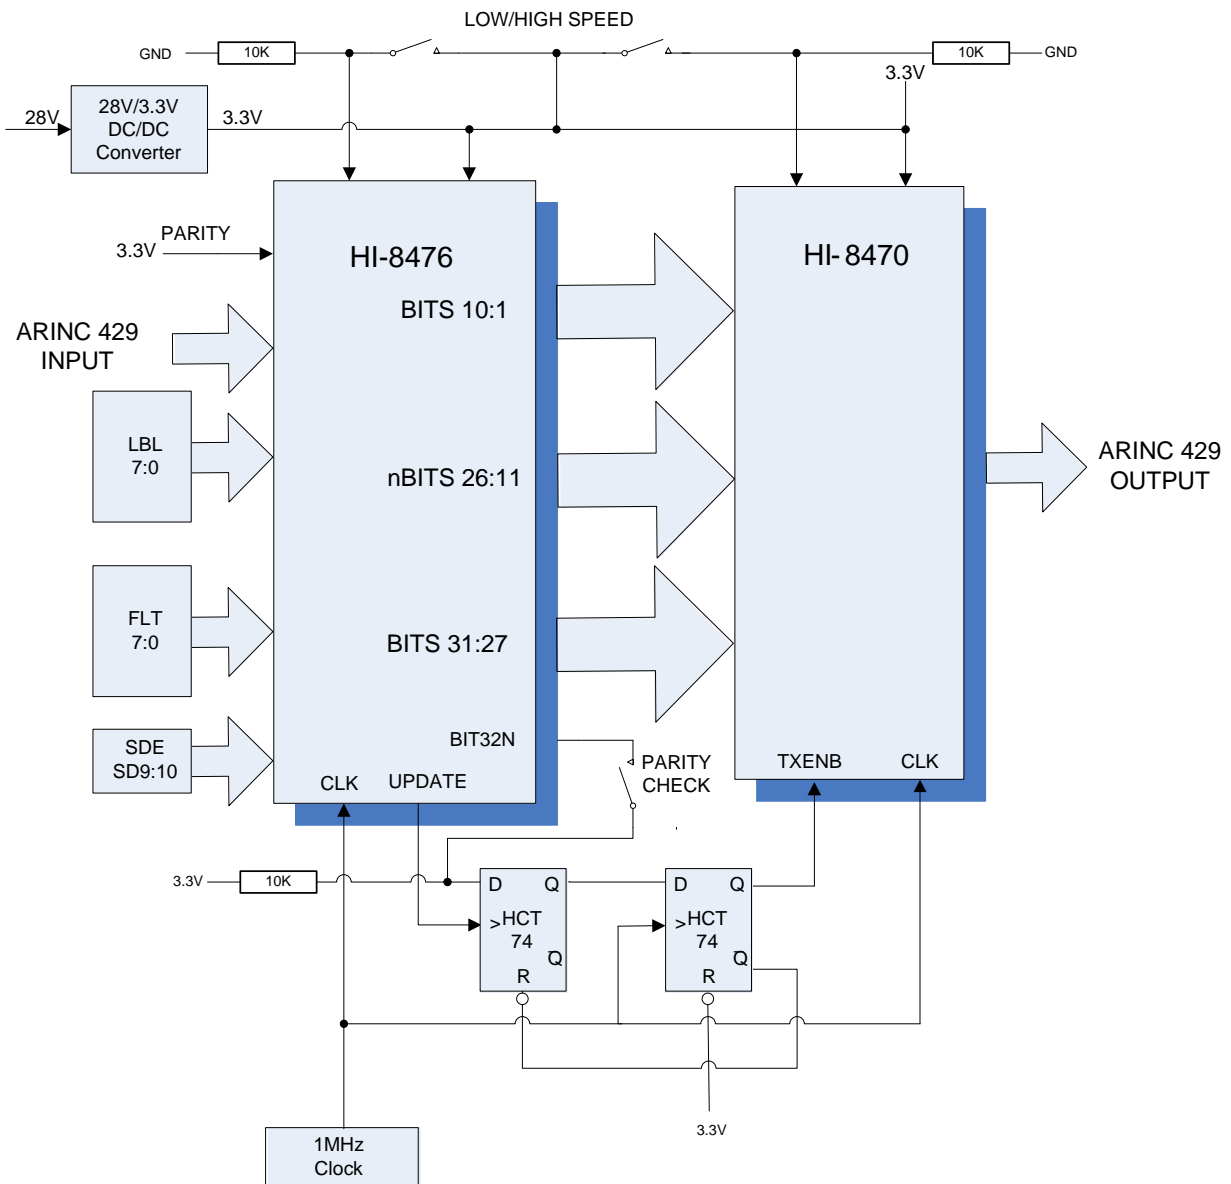 LOW/HIGH SPEED
GND
10K
10K
GND
3.3V
28V
28V/3.3V
DC/DC
Converter
3.3V
PARITY
3.3V
HI-8476
HI-8470
BITS 10:1
ARINC 429
INPUT
LBL
7:0
nBITS 26:11
ARINC 429
OUTPUT
FLT
7:0
BITS 31:27
SDE
SD9:10
BIT32N
PARITY
CHECK
CLK
UPDATE
TXENB
CLK
3.3V
10K
D
Q
>HCT
74
Q̅
R
D
Q
>HCT
74
Q̅
R
3.3V
1MHz
Clock